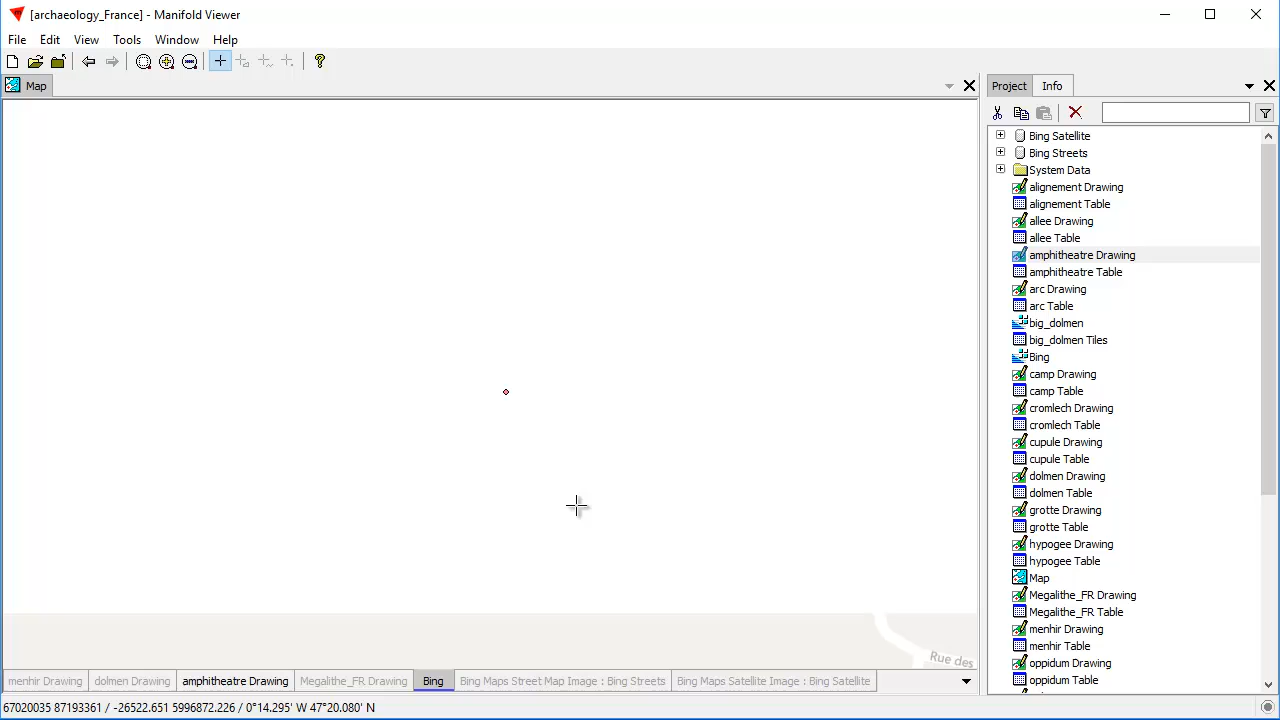 [archaeology_France] - Manifold Viewer
File Edit View Tools Window Help
Map
Project Info
Bing Satellite
Bing Streets
System Data
alignement Drawing
alignement Table
allee Drawing
allee Table
amphitheatre Drawing
amphitheatre Table
arc Drawing
arc Table
big_dolmen
big_dolmen Tiles
Bing
camp Drawing
camp Table
cromlech Drawing
cromlech Table
cupule Drawing
cupule Table
dolmen Drawing
dolmen Table
grotte Drawing
grotte Table
hypogee Drawing
hypogee Table
Map
Megalithe_FR Drawing
Megalithe_FR Table
menhir Drawing
menhir Table
oppidum Drawing
oppidum Table
Rue des
menhir Drawing dolmen Drawing amphitheatre Drawing Megalithe_FR Drawing Bing Bing Maps Street Map Image : Bing Streets Bing Maps Satellite Image : Bing Satellite
67020035 87193361 / -26522.651 5996872.226 / 0°14.295' W 47°20.080' N